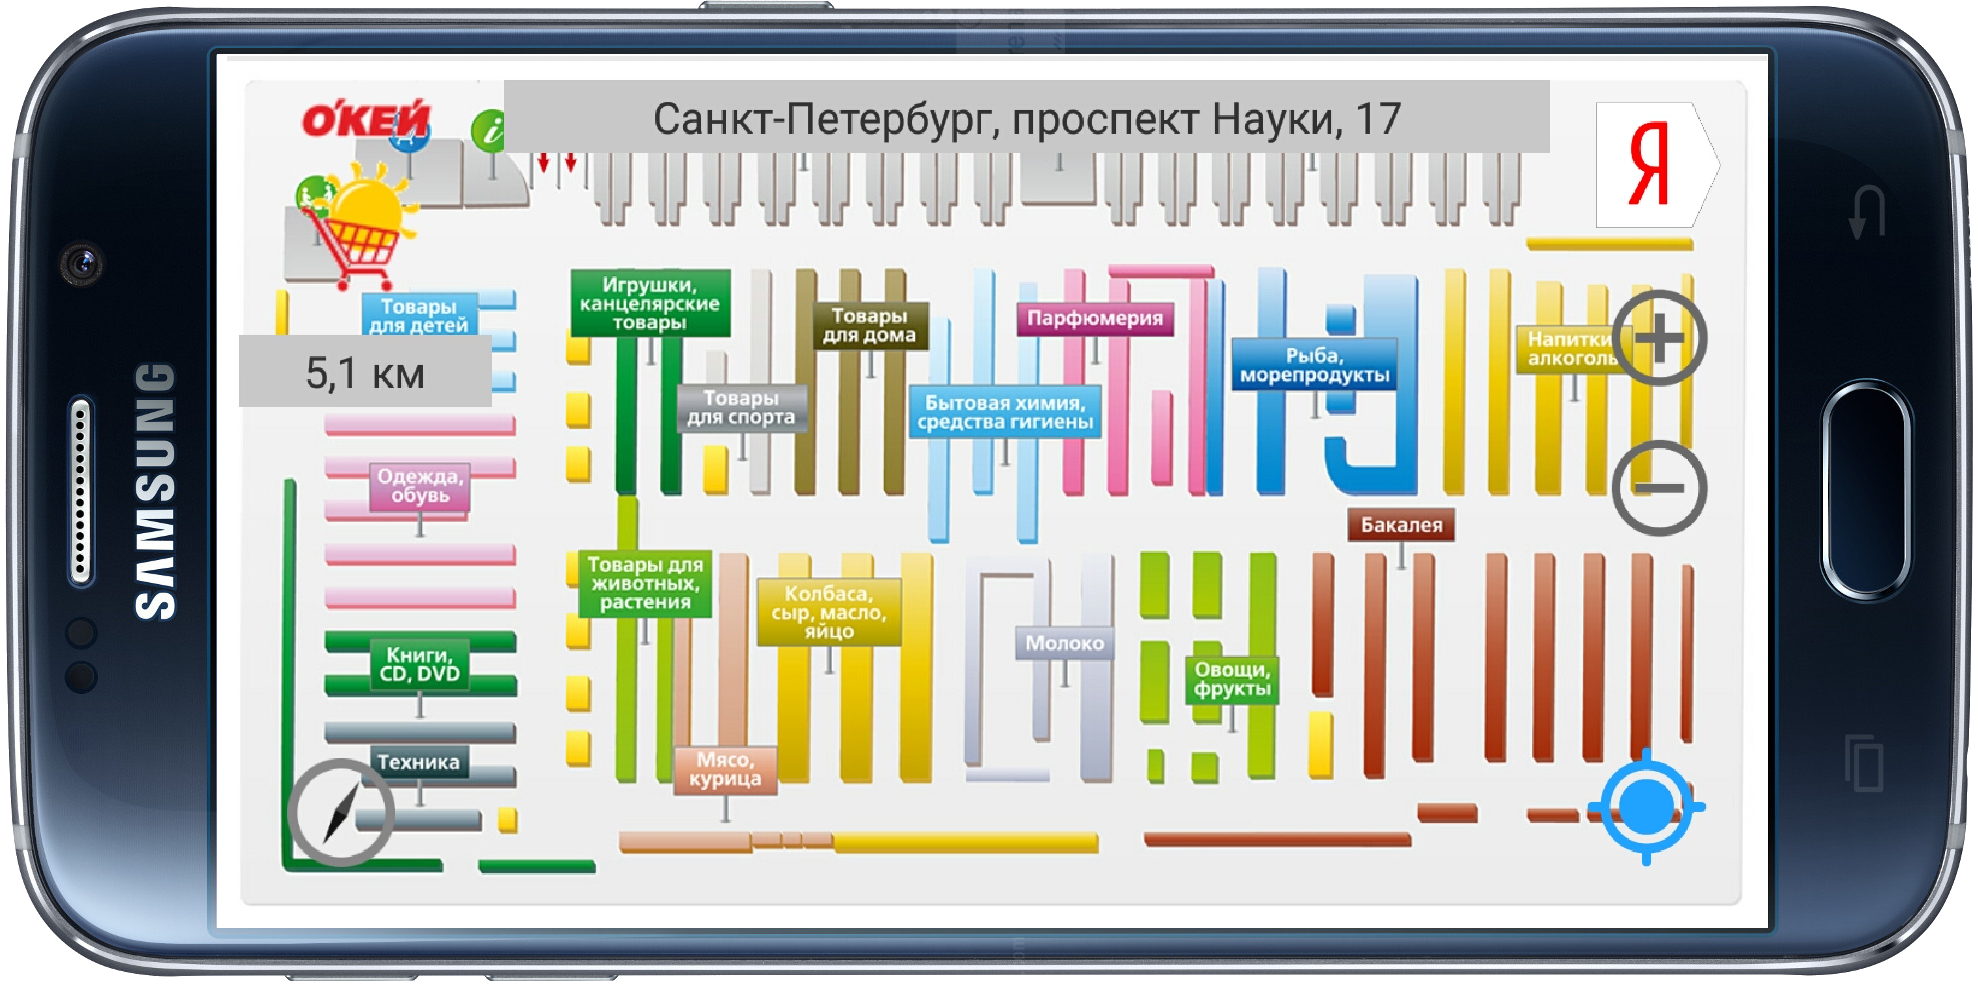 SAMSUNG
О'КЕЙ
i
Санкт-Петербург, проспект Науки, 17
Я
Товары
для детей
5,1 км
Игрушки,
канцелярские
товары
Товары
для дома
Парфюмерия
Рыба,
морепродукты
Напитки,
алкоголь
Товары
для спорта
Бытовая химия,
средства гигиены
Одежда,
обувь
Бакалея
Товары для
животных,
растения
Колбаса,
сыр, масло,
яйцо
Молоко
Овощи,
фрукты
Книги,
CD, DVD
Мясо,
курица
Техника